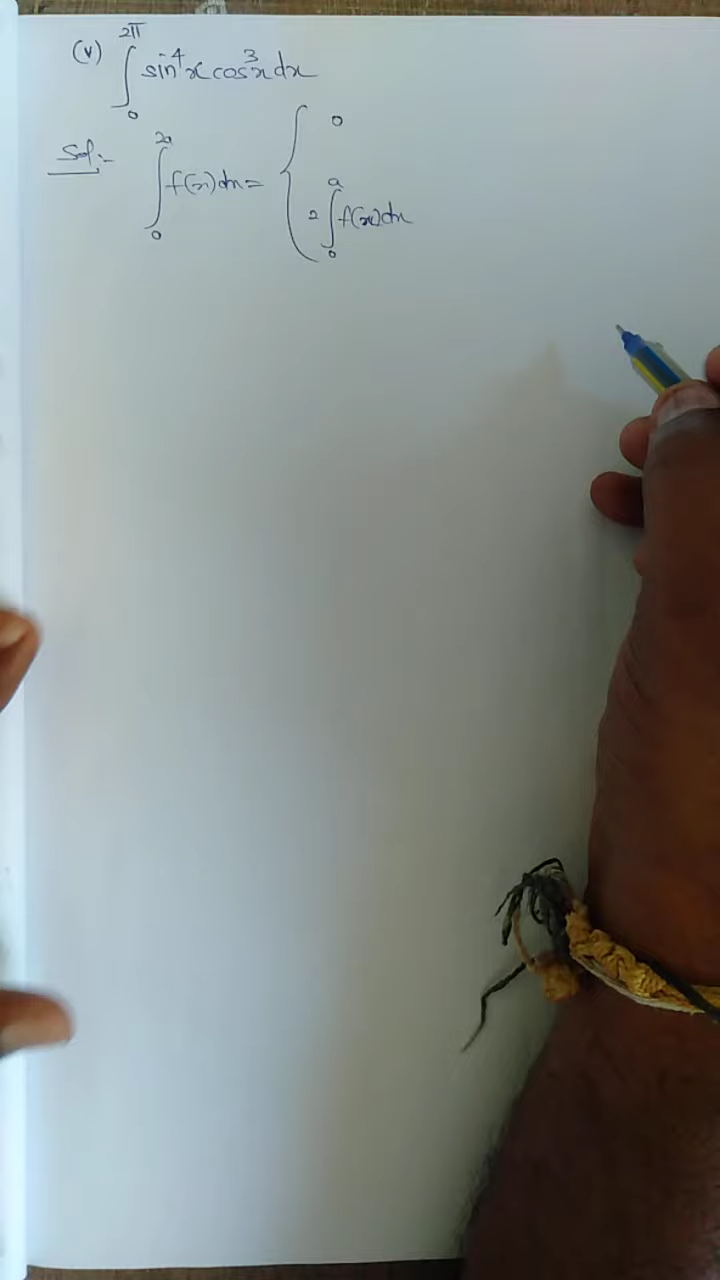 (v) ∫₀^2π sin⁴x cos³x dx
Sol:- ∫₀^2a f(x)dx = { 0
2∫₀^a f(x)dx